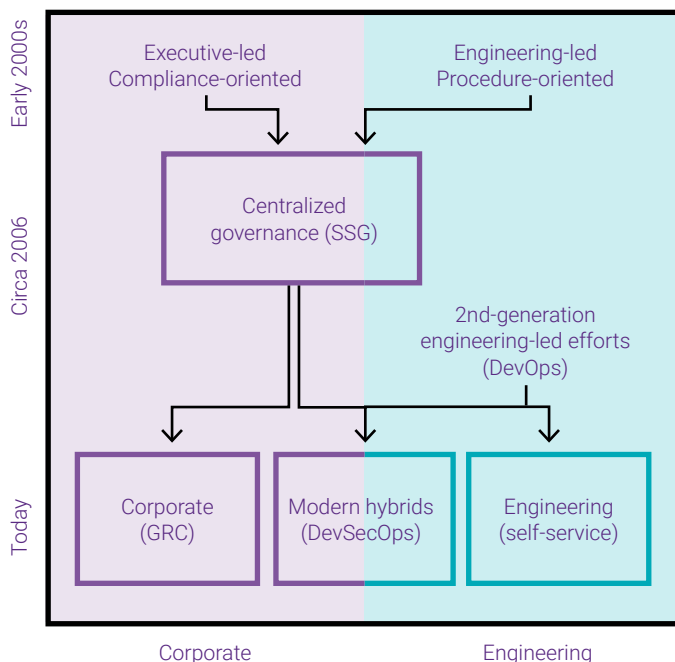 Early 2000s
Executive-led
Compliance-oriented
Engineering-led
Procedure-oriented
Circa 2006
Centralized
governance (SSG)
2nd-generation
engineering-led efforts
(DevOps)
Today
Corporate
(GRC)
Modern hybrids
(DevSecOps)
Engineering
(self-service)
Corporate
Engineering